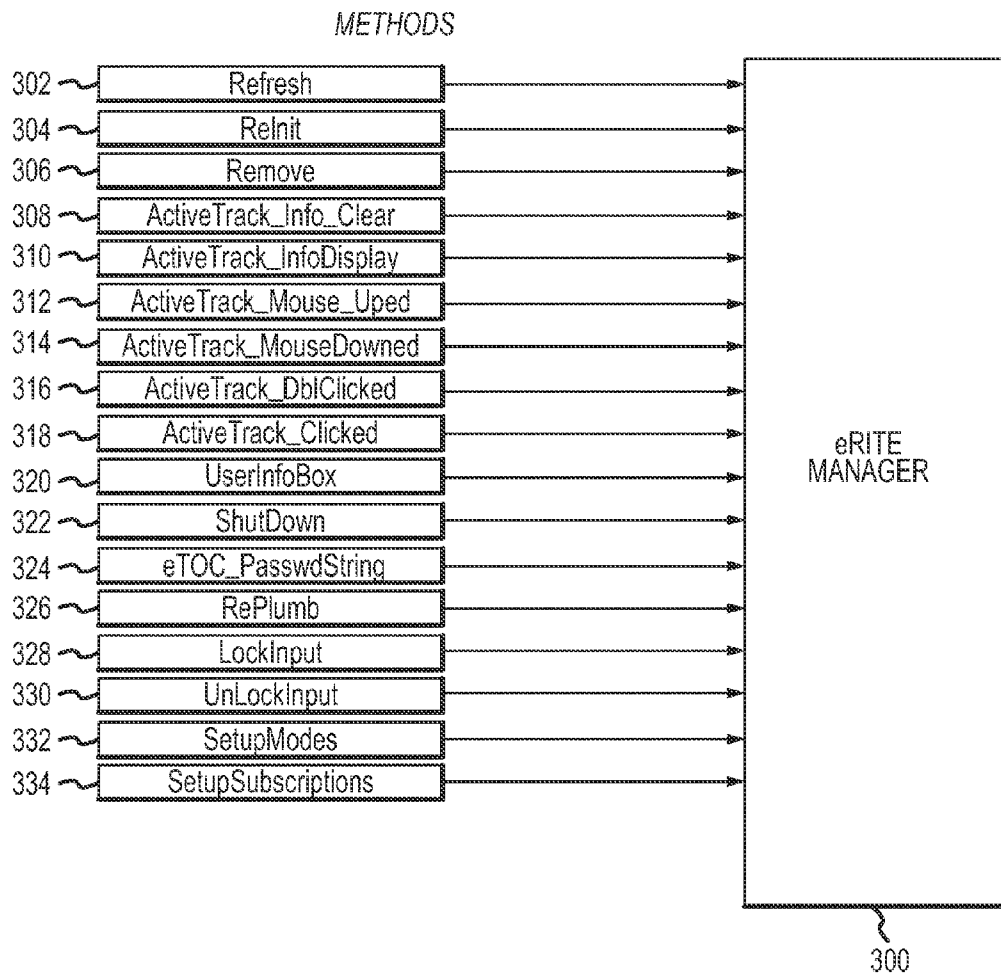 METHODS
302 Refresh
304 ReInit
306 Remove
308 ActiveTrack_Info_Clear
310 ActiveTrack_InfoDisplay
312 ActiveTrack_Mouse_Uped
314 ActiveTrack_MouseDowned
316 ActiveTrack_DblClicked
318 ActiveTrack_Clicked
320 UserInfoBox
322 ShutDown
324 eTOC_PasswdString
326 RePlumb
328 LockInput
330 UnLockInput
332 SetupModes
334 SetupSubscriptions
eRITE
MANAGER
300